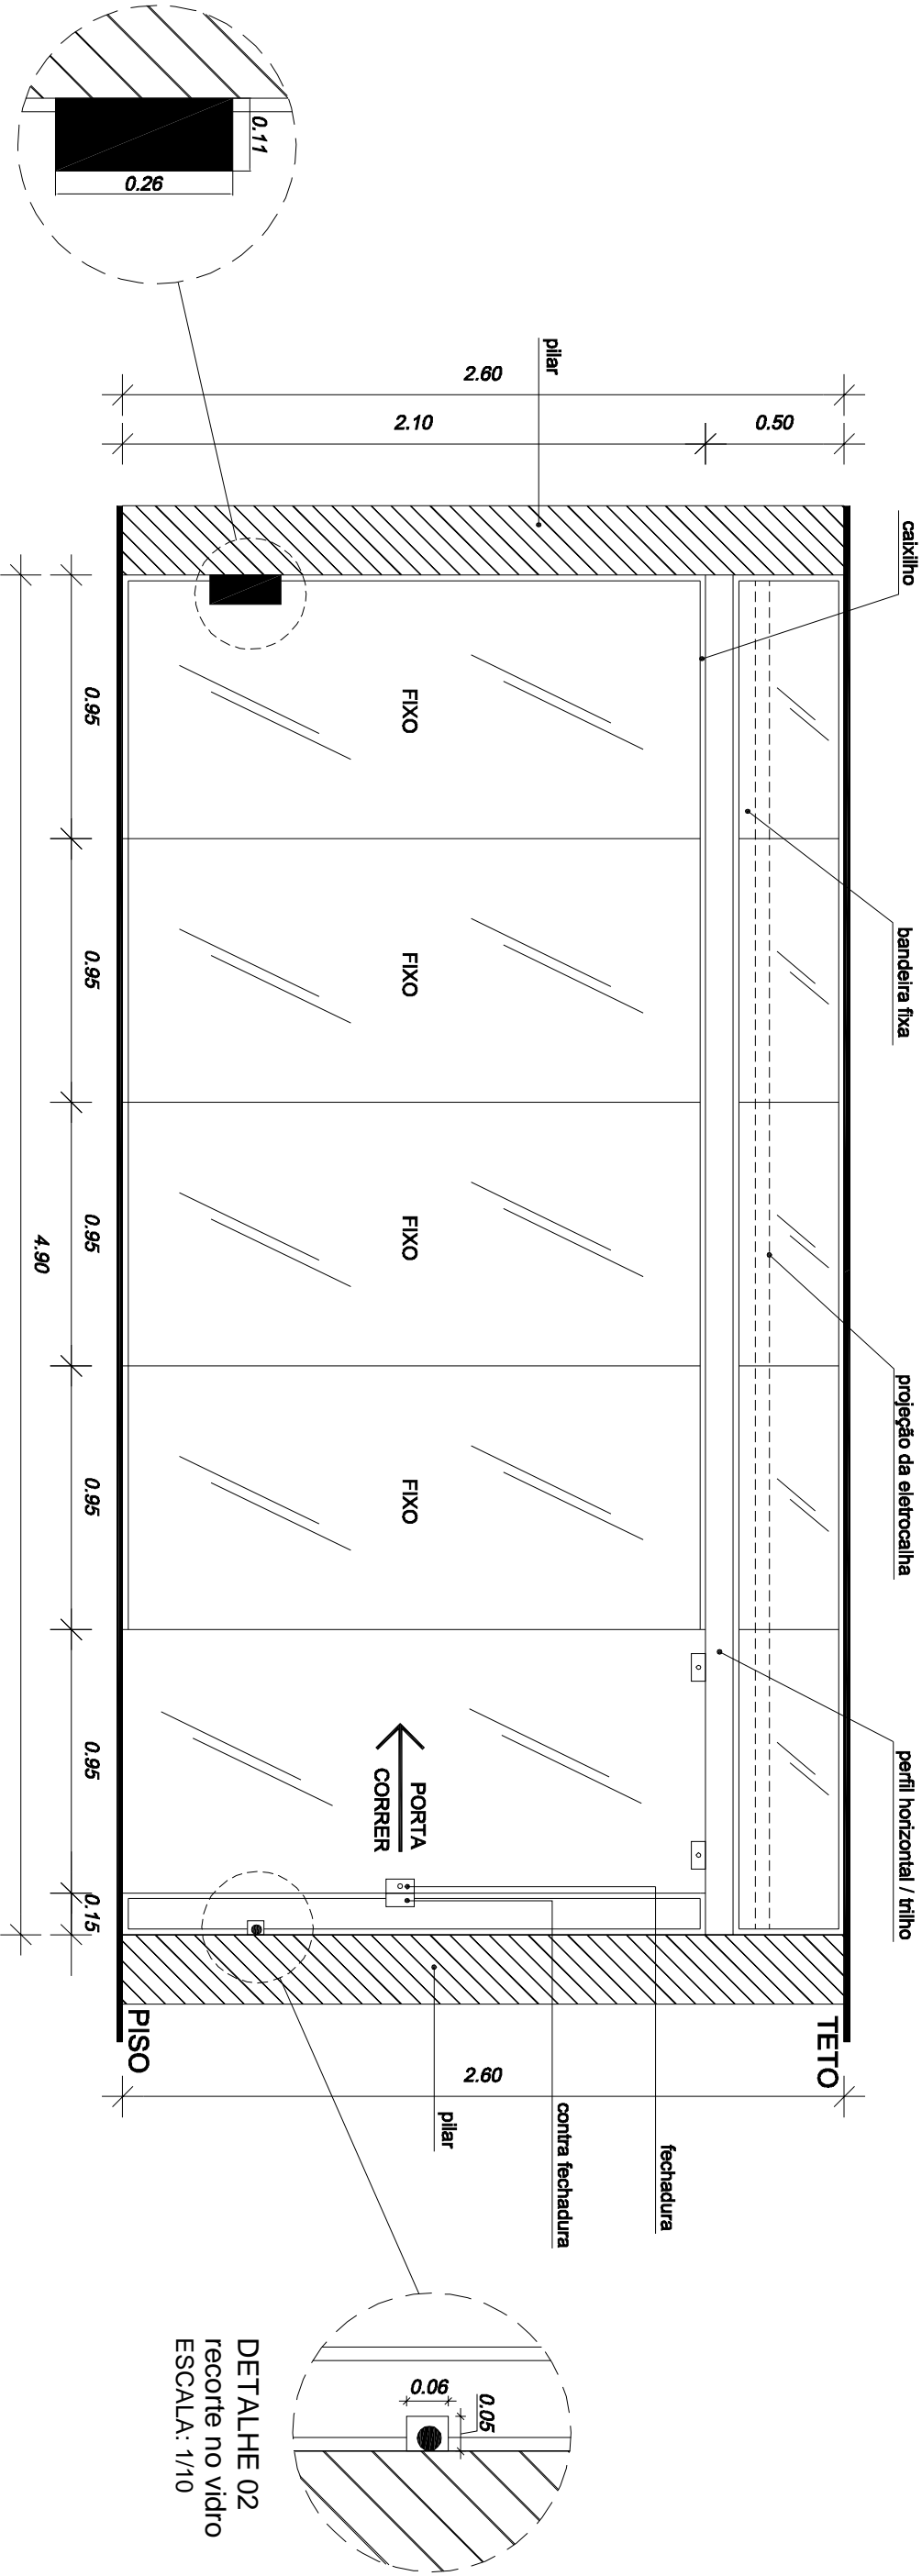 caixilho
bandeira fixa
projeção da eletrocalha
perfil horizontal / trilho
TETO
0.50
2.60
2.10
2.60
pilar
FIXO
FIXO
FIXO
FIXO
PORTA
CORRER
fechadura
contra fechadura
pilar
PISO
0.95
0.95
0.95
0.95
0.95
0.15
4.90
0.11
0.26
0.06
0.05
DETALHE 02
recorte no vidro
ESCALA: 1/10